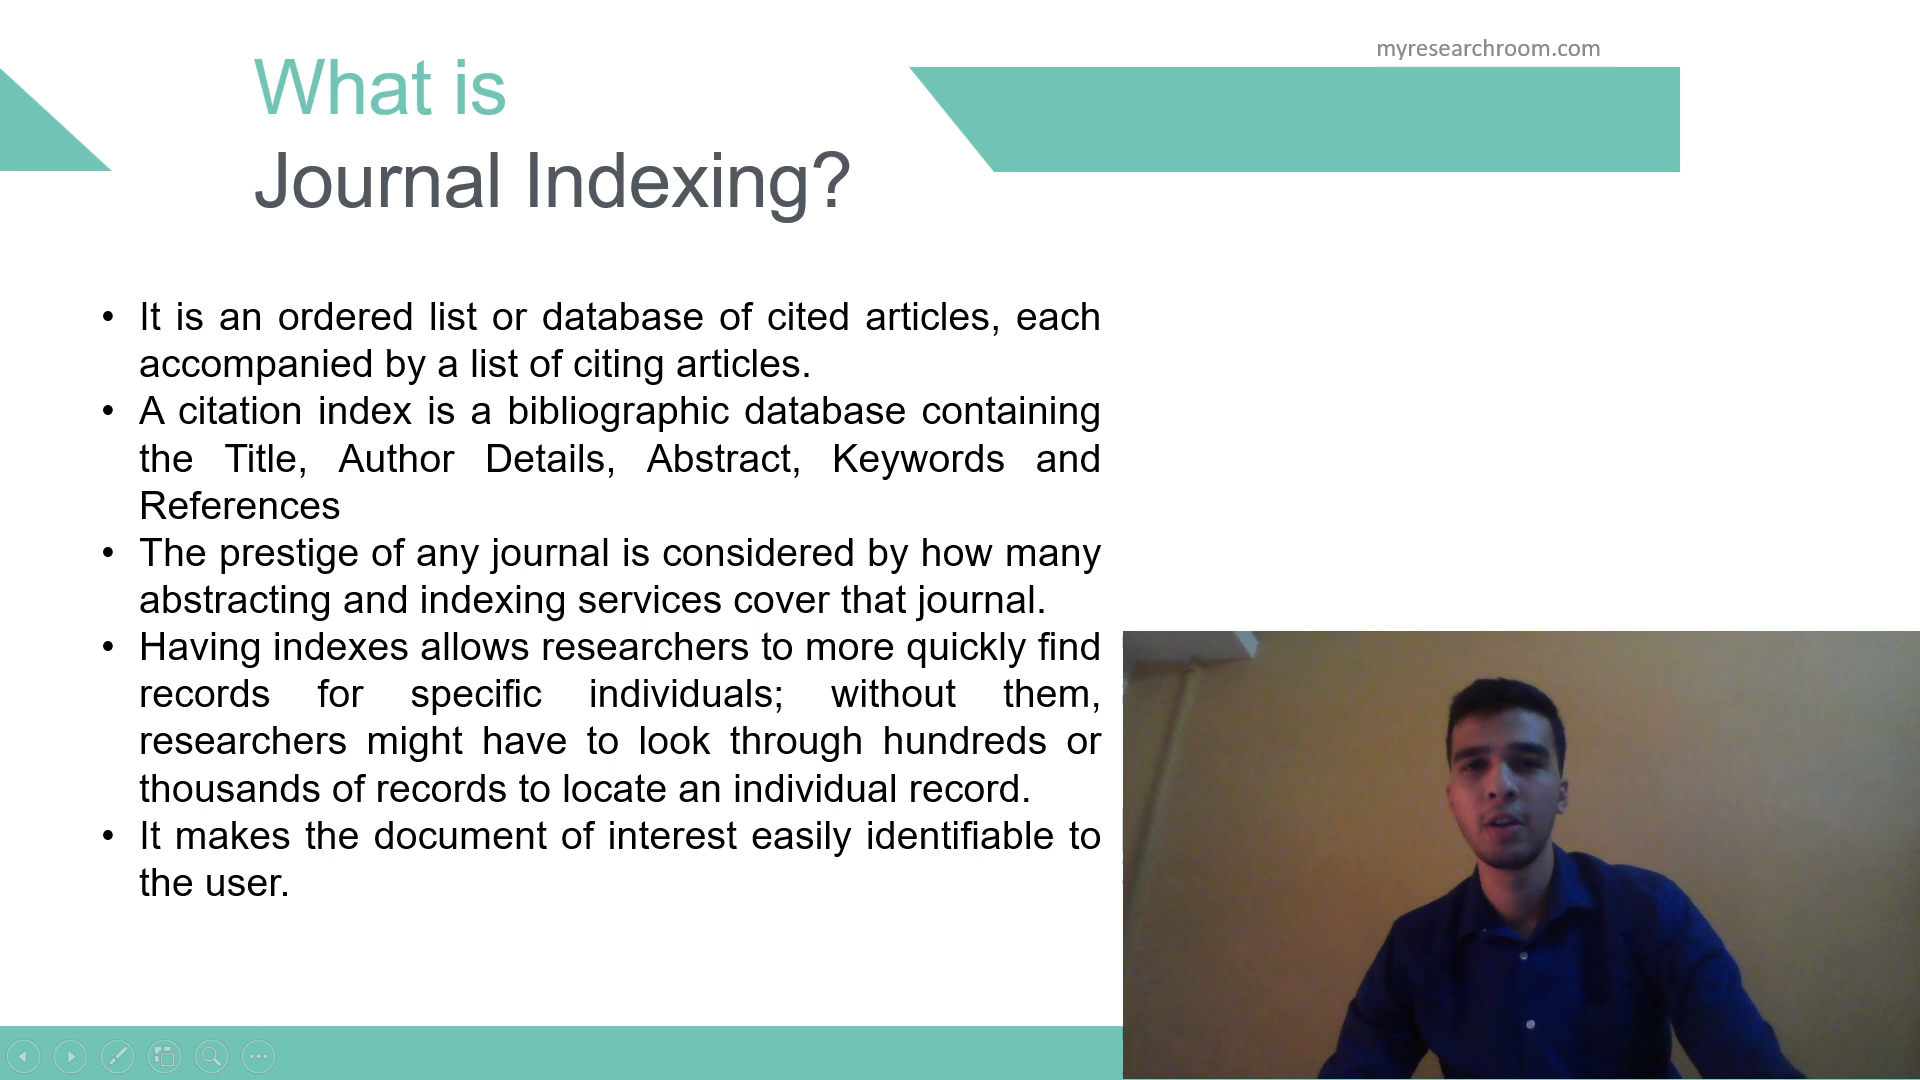 myresearchroom.com
What is
Journal Indexing?
• It is an ordered list or database of cited articles, each
accompanied by a list of citing articles.
• A citation index is a bibliographic database containing
the Title, Author Details, Abstract, Keywords and
References
• The prestige of any journal is considered by how many
abstracting and indexing services cover that journal.
• Having indexes allows researchers to more quickly find
records for specific individuals; without them,
researchers might have to look through hundreds or
thousands of records to locate an individual record.
• It makes the document of interest easily identifiable to
the user.